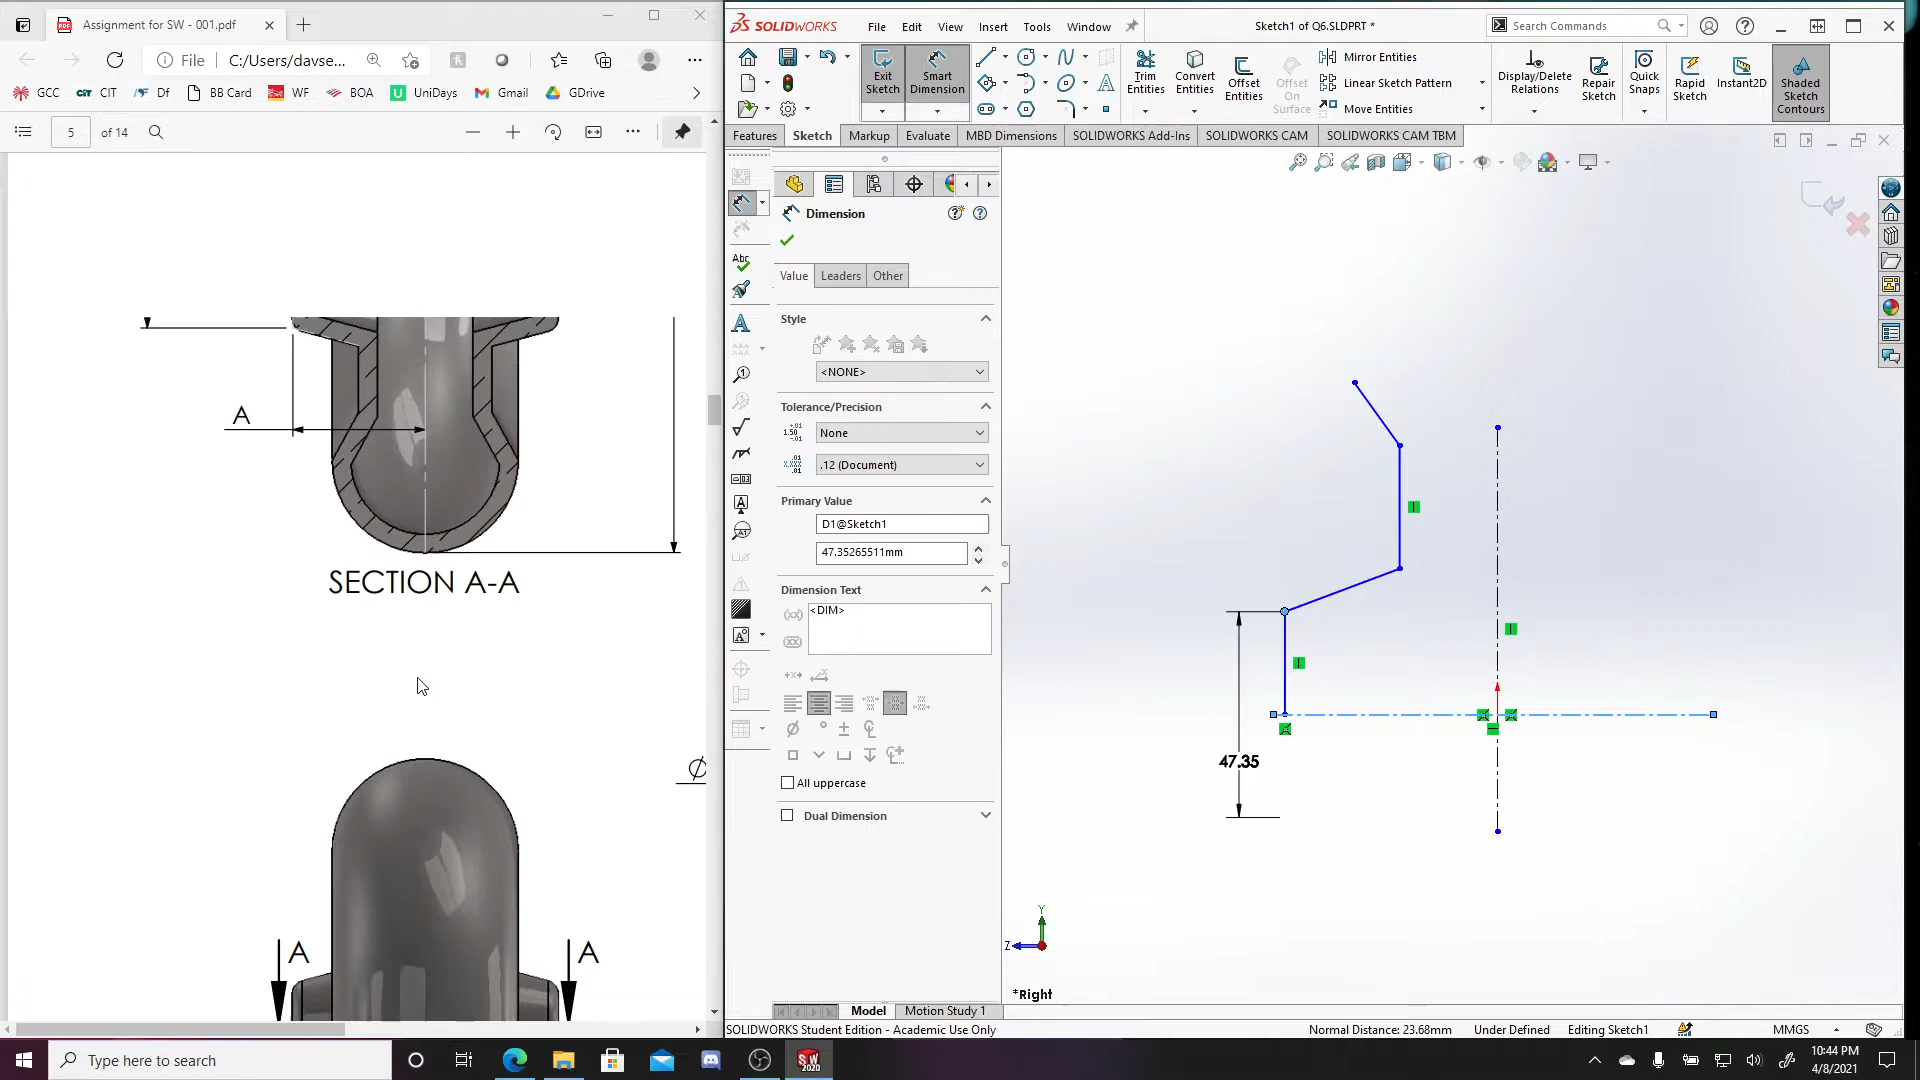 Assignment for SW - 001.pdf
File C:/Users/davse...
GCC CIT Df BB Card WF BOA UniDays Gmail GDrive
5 of 14
A
SECTION A-A
A A
SOLIDWORKS File Edit View Insert Tools Window
Sketch1 of Q6.SLDPRT *
Search Commands
Exit Sketch
Smart Dimension
Trim Entities
Convert Entities
Offset Entities
Offset On Surface
Mirror Entities
Linear Sketch Pattern
Move Entities
Display/Delete Relations
Repair Sketch
Quick Snaps
Rapid Sketch
Instant2D
Shaded Sketch Contours
Features Sketch Markup Evaluate MBD Dimensions SOLIDWORKS Add-Ins SOLIDWORKS CAM SOLIDWORKS CAM TBM
Dimension
Value Leaders Other
Style
<NONE>
Tolerance/Precision
None
.12 (Document)
Primary Value
D1@Sketch1
47.35265511mm
Dimension Text
<DIM>
All uppercase
Dual Dimension
47.35
Y
Z
*Right
Model Motion Study 1
SOLIDWORKS Student Edition - Academic Use Only
Normal Distance: 23.68mm Under Defined Editing Sketch1 MMGS
Type here to search
10:44 PM
4/8/2021